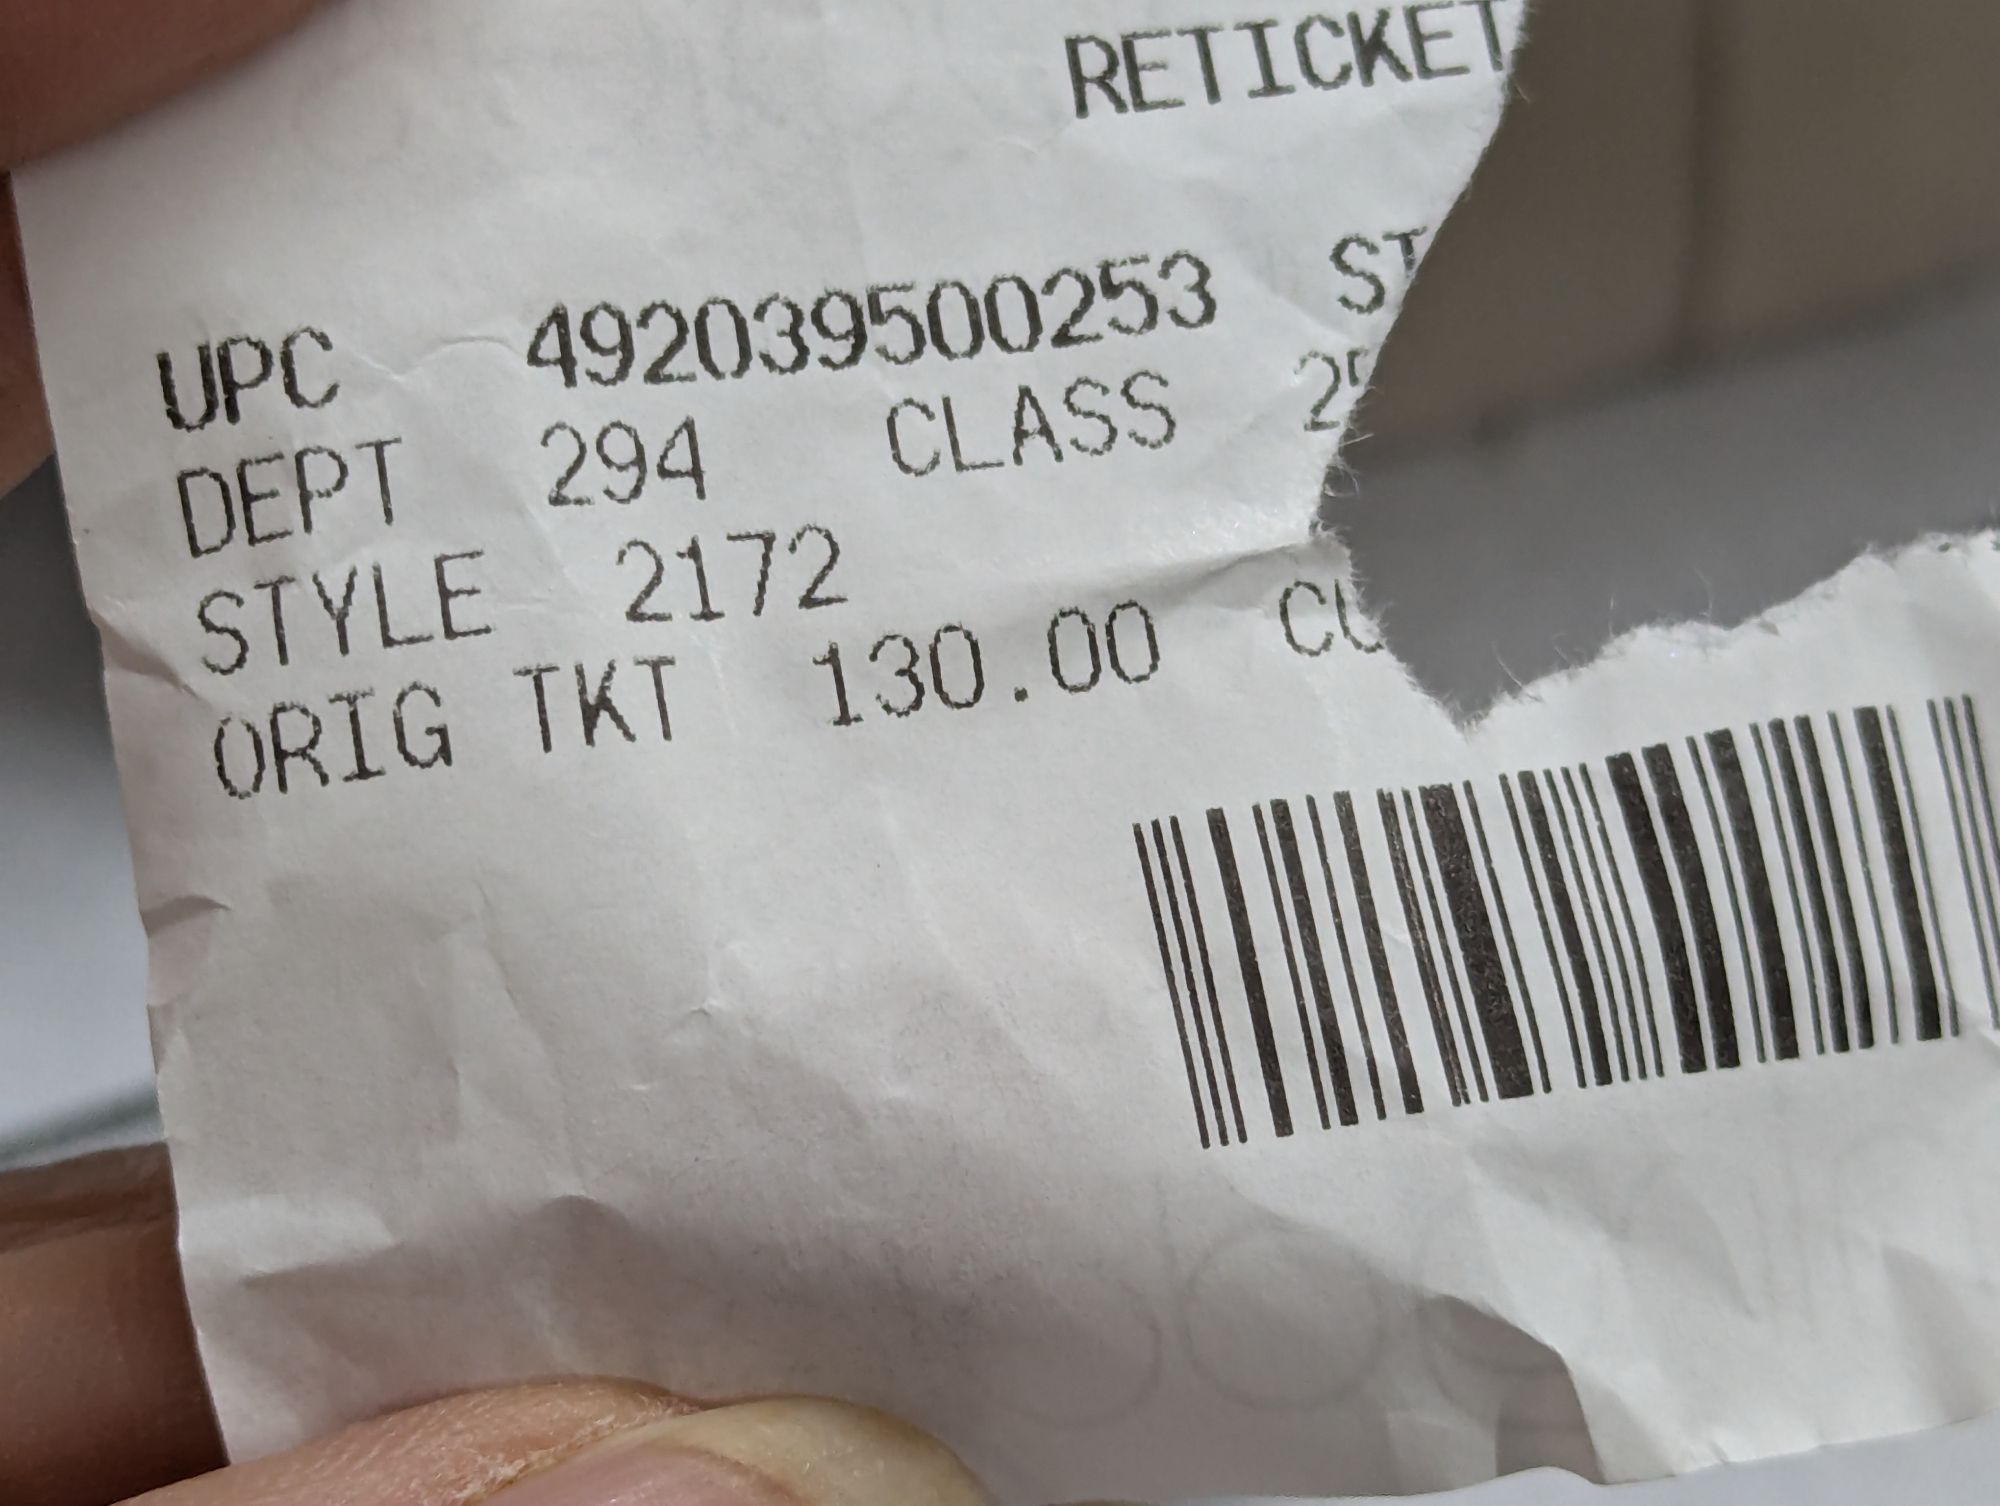 RETICKET
UPC 492039500253
DEPT 294 CLASS
STYLE 2172
ORIG TKT 130.00